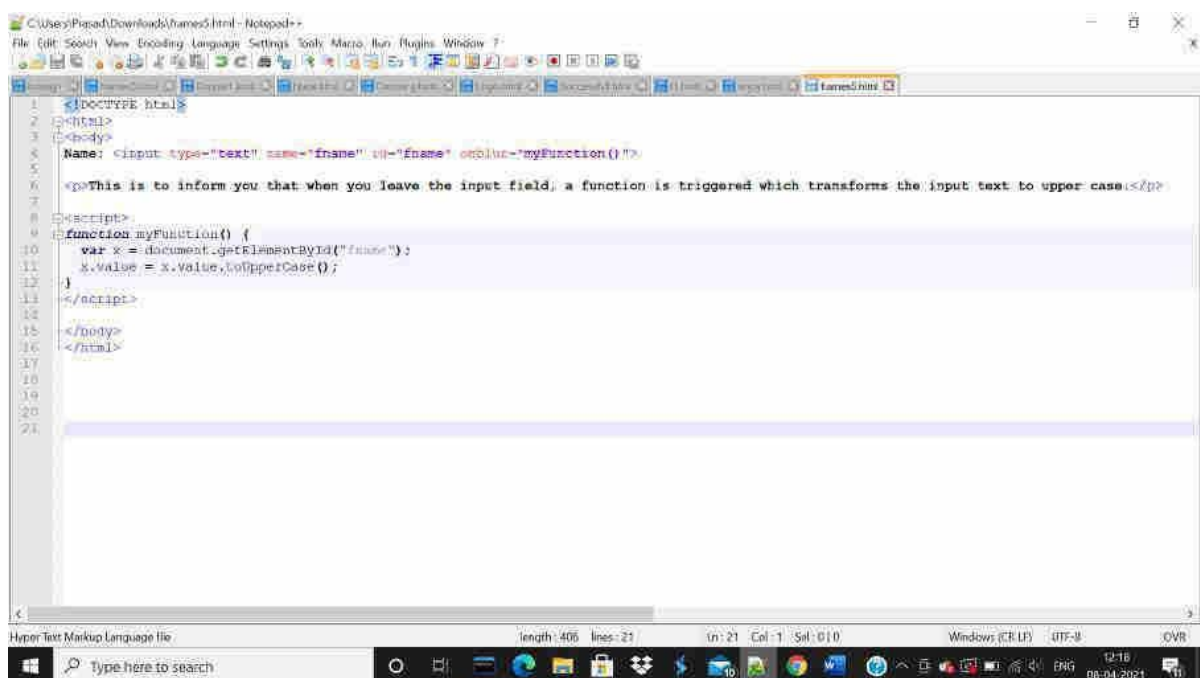 C:\Users\Prasad\Downloads\frames5.html - Notepad++
File Edit Search View Encoding Language Settings Tools Macro Run Plugins Window ?
frames5.html
1 <!DOCTYPE html>
2 <html>
3 <body>
4 Name: <input type="text" name="fname" id="fname" onblur="myFunction()">
5
6 <p>This is to inform you that when you leave the input field, a function is triggered which transforms the input text to upper case.</p>
7
8 <script>
9 function myFunction() {
10 var x = document.getElementById("fname");
11 x.value = x.value.toUpperCase();
12 }
13 </script>
14
15 </body>
16 </html>
17
18
19
20
21
Hyper Text Markup Language file length : 406 lines : 21 Ln : 21 Col : 1 Sel : 0 | 0 Windows (CR LF) UTF-8 OVR
Type here to search 10 ENG 12:18
08-04-2021